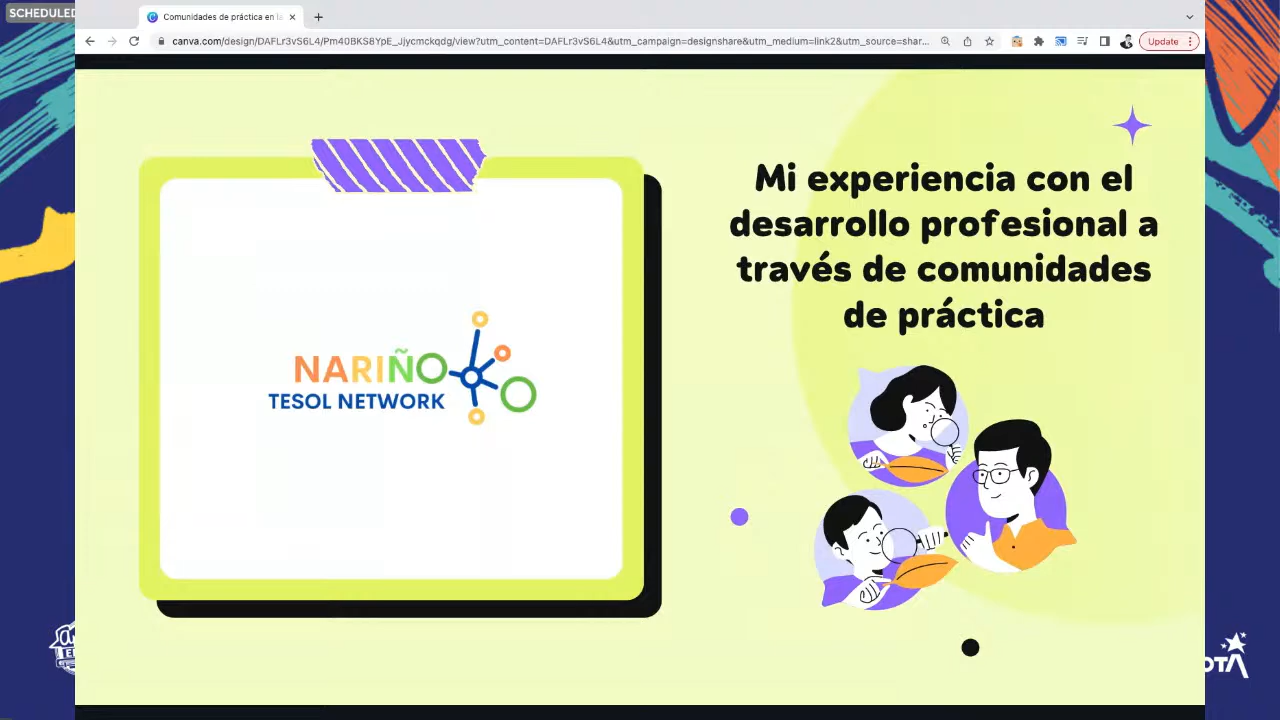 SCHEDULED
Comunidades de práctica en la
canva.com/design/DAFLr3vS6L4/Pm40BKS8YpE_Jjycmckqdg/view?utm_content=DAFLr3vS6L4&utm_campaign=designshare&utm_medium=link2&utm_source=shar...
Update
Mi experiencia con el
desarrollo profesional a
través de comunidades
de práctica
NARIÑO
TESOL NETWORK
OTA